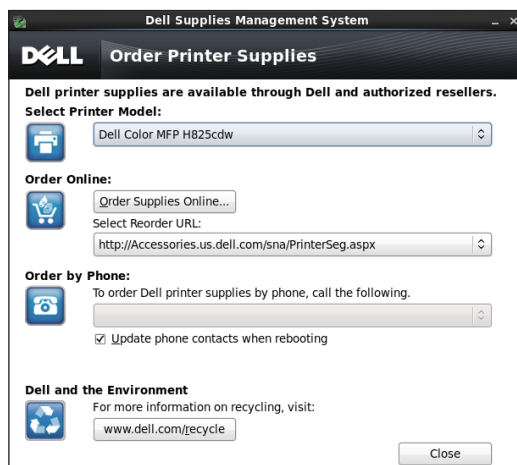 Dell Supplies Management System
DELL Order Printer Supplies
Dell printer supplies are available through Dell and authorized resellers.
Select Printer Model:
Dell Color MFP H825cdw
Order Online:
Order Supplies Online...
Select Reorder URL:
http://Accessories.us.dell.com/sna/PrinterSeg.aspx
Order by Phone:
To order Dell printer supplies by phone, call the following.
Update phone contacts when rebooting
Dell and the Environment
For more information on recycling, visit:
www.dell.com/recycle
Close